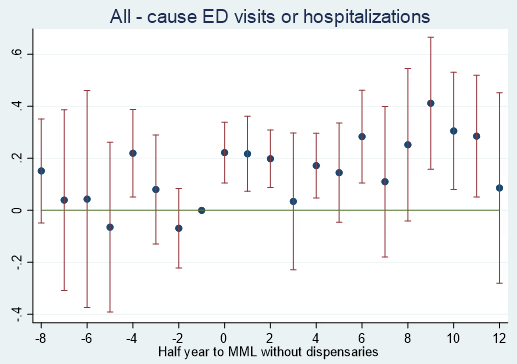 All - cause ED visits or hospitalizations
.6
.4
.2
0
-.2
-.4
-8 -6 -4 -2 0 2 4 6 8 10 12
Half year to MML without dispensaries